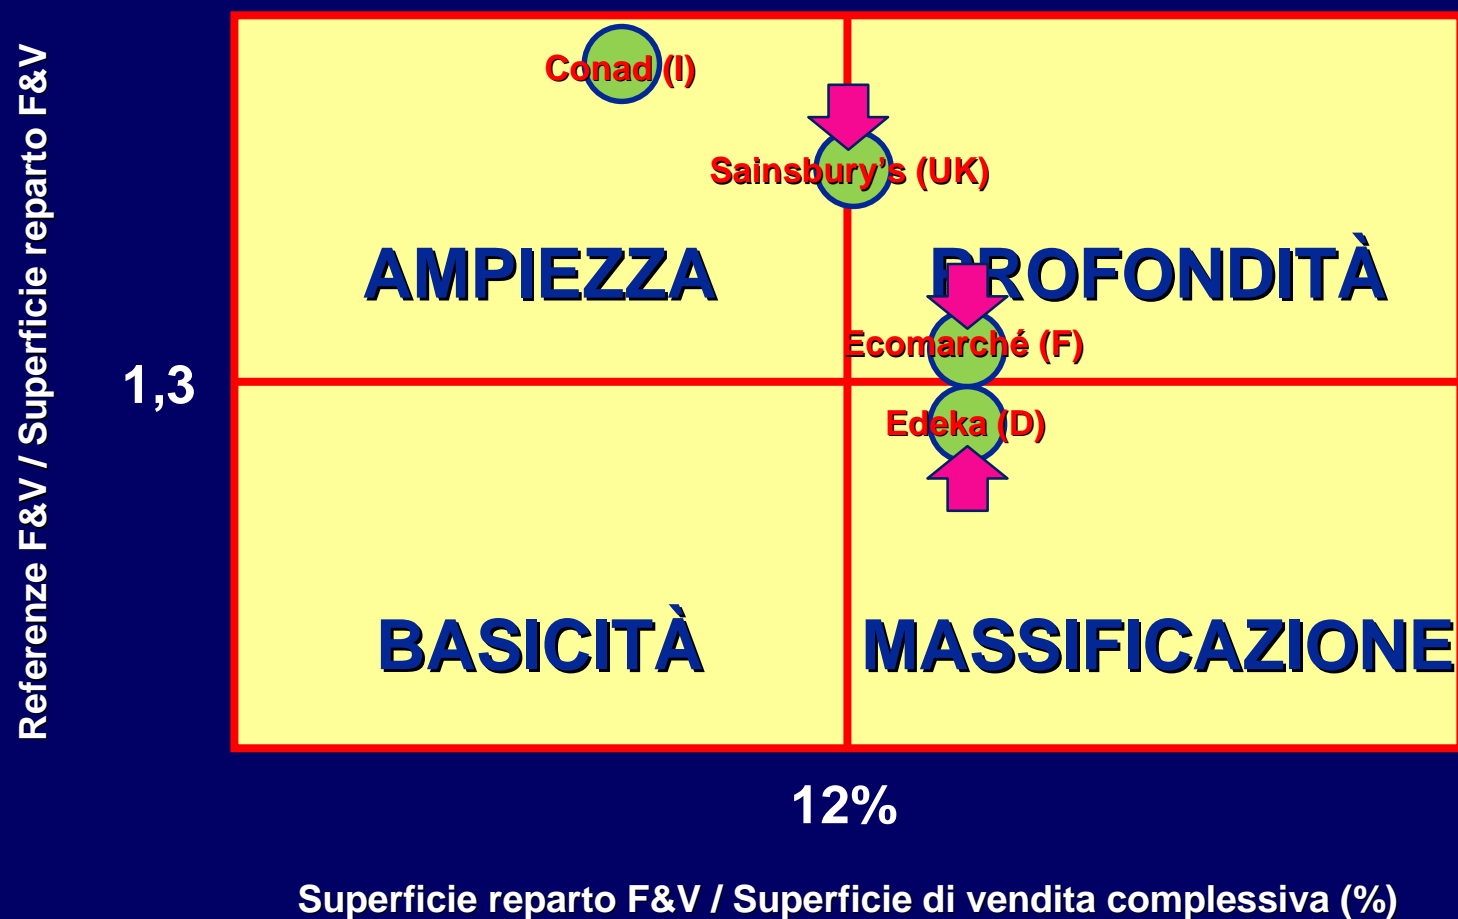 Referenze F&V / Superficie reparto F&V
Conad (I)
Sainsbury's (UK)
AMPIEZZA
PROFONDITÀ
Ecomarché (F)
1,3
Edeka (D)
BASICITÀ
MASSIFICAZIONE
12%
Superficie reparto F&V / Superficie di vendita complessiva (%)